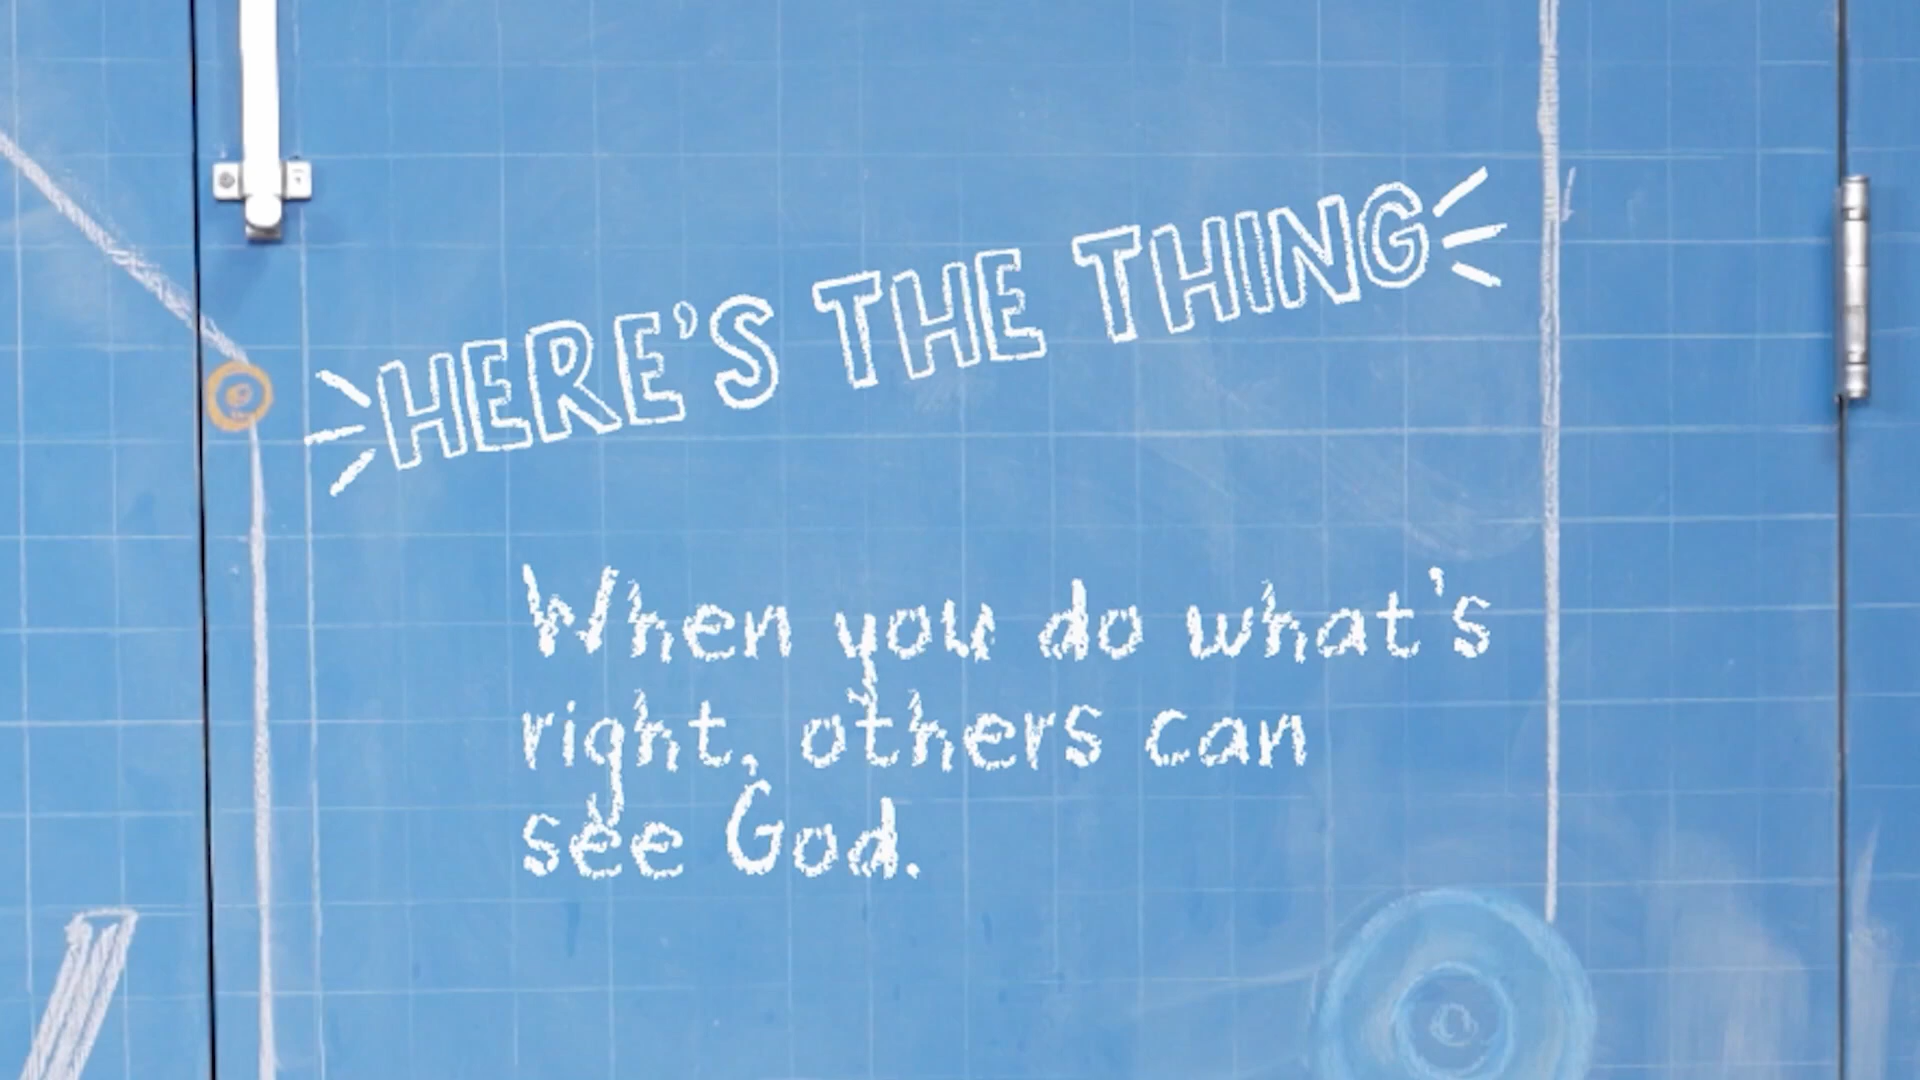 HERE'S THE THING
When you do what's
right, others can
see God.